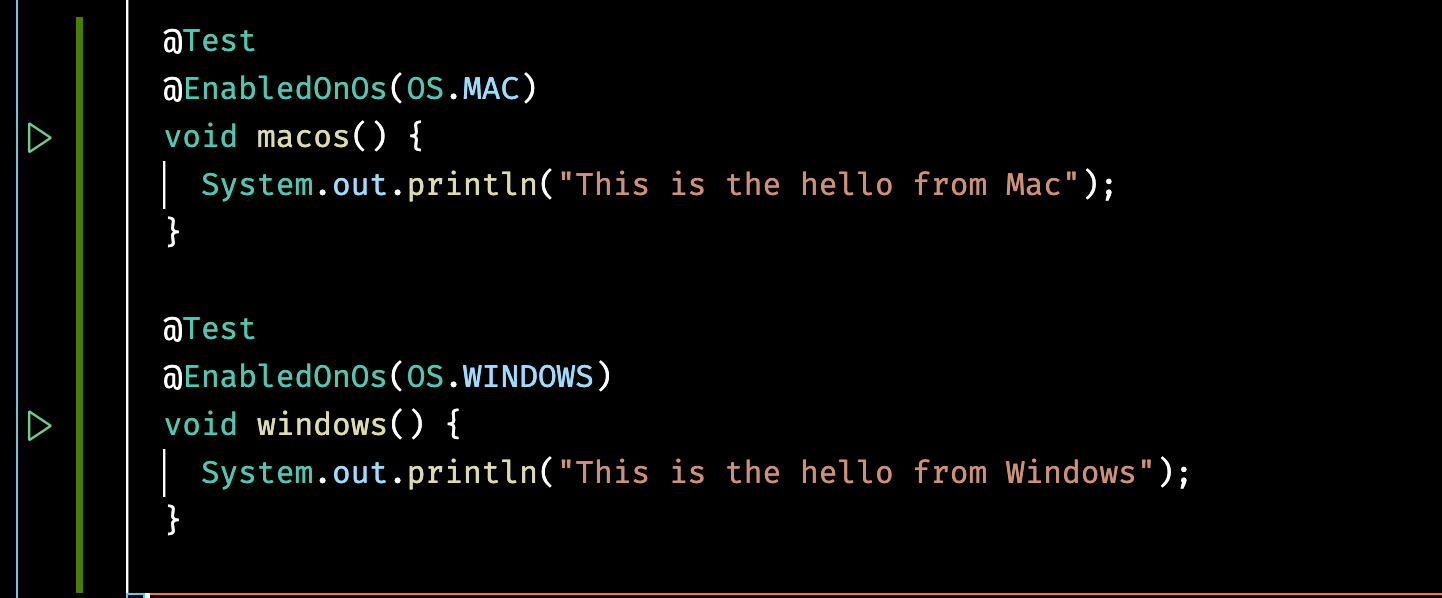 @Test
@EnabledOnOs(OS.MAC)
void macos() {
System.out.println("This is the hello from Mac");
}
@Test
@EnabledOnOs(OS.WINDOWS)
void windows() {
System.out.println("This is the hello from Windows");
}